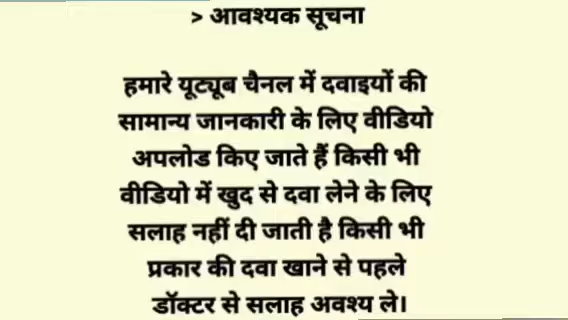 > आवश्यक सूचना
हमारे यूट्यूब चैनल में दवाइयों की
सामान्य जानकारी के लिए वीडियो
अपलोड किए जाते हैं किसी भी
वीडियो में खुद से दवा लेने के लिए
सलाह नहीं दी जाती है किसी भी
प्रकार की दवा खाने से पहले
डॉक्टर से सलाह अवश्य ले।